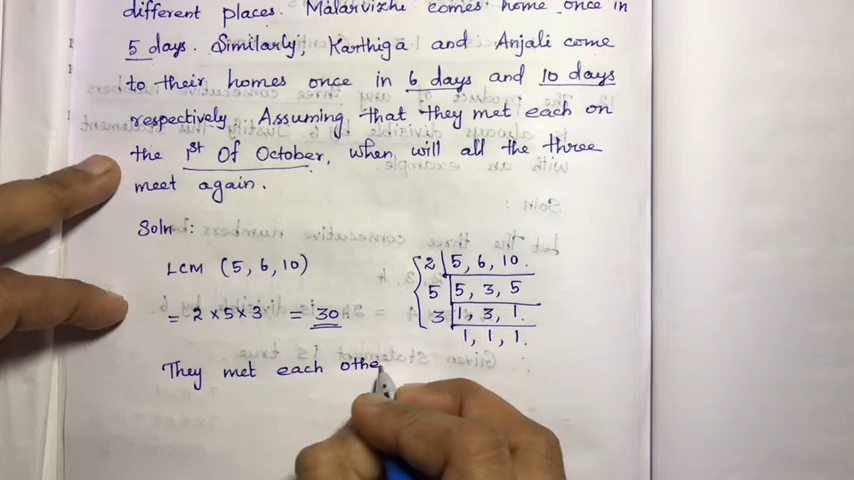 different places. Malarvizhi comes home once in
5 days. Similarly, Karthiga and Anjali come
to their homes once in 6 days and 10 days
respectively. Assuming that they met each on
the 1st Of October, when will all the three
meet again.
Soln:
LCM (5, 6, 10)
= 2 x 5 x 3 = 30
2 | 5, 6, 10.
5 | 5, 3, 5
3 | 1, 3, 1.
1, 1, 1.
They met each othe